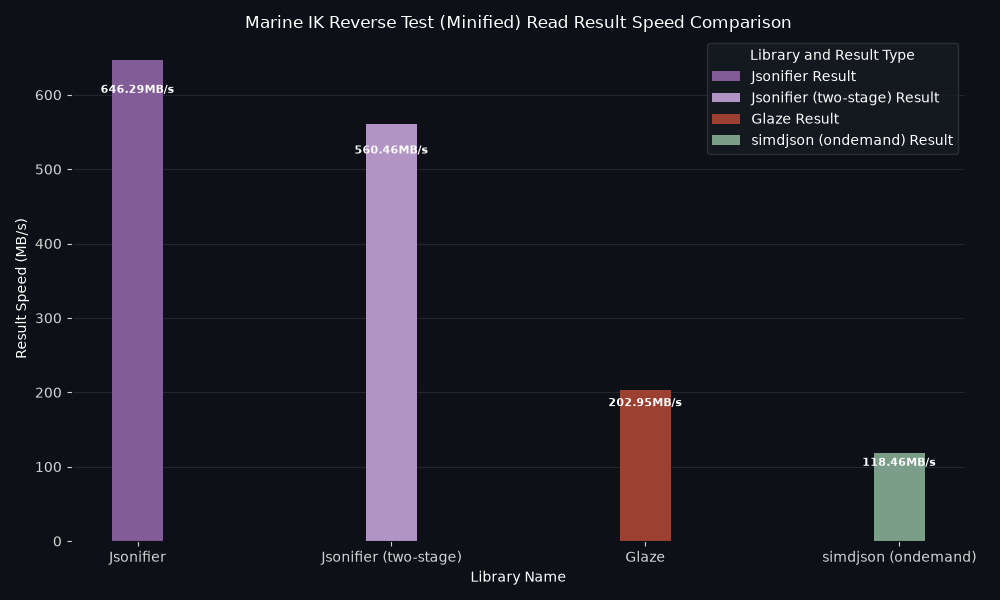 Marine IK Reverse Test (Minified) Read Result Speed Comparison
Library and Result Type
Jsonifier Result
Jsonifier (two-stage) Result
Glaze Result
simdjson (ondemand) Result
646.29MB/s
560.46MB/s
202.95MB/s
118.46MB/s
Result Speed (MB/s)
600
500
400
300
200
100
0
Jsonifier
Jsonifier (two-stage)
Glaze
simdjson (ondemand)
Library Name